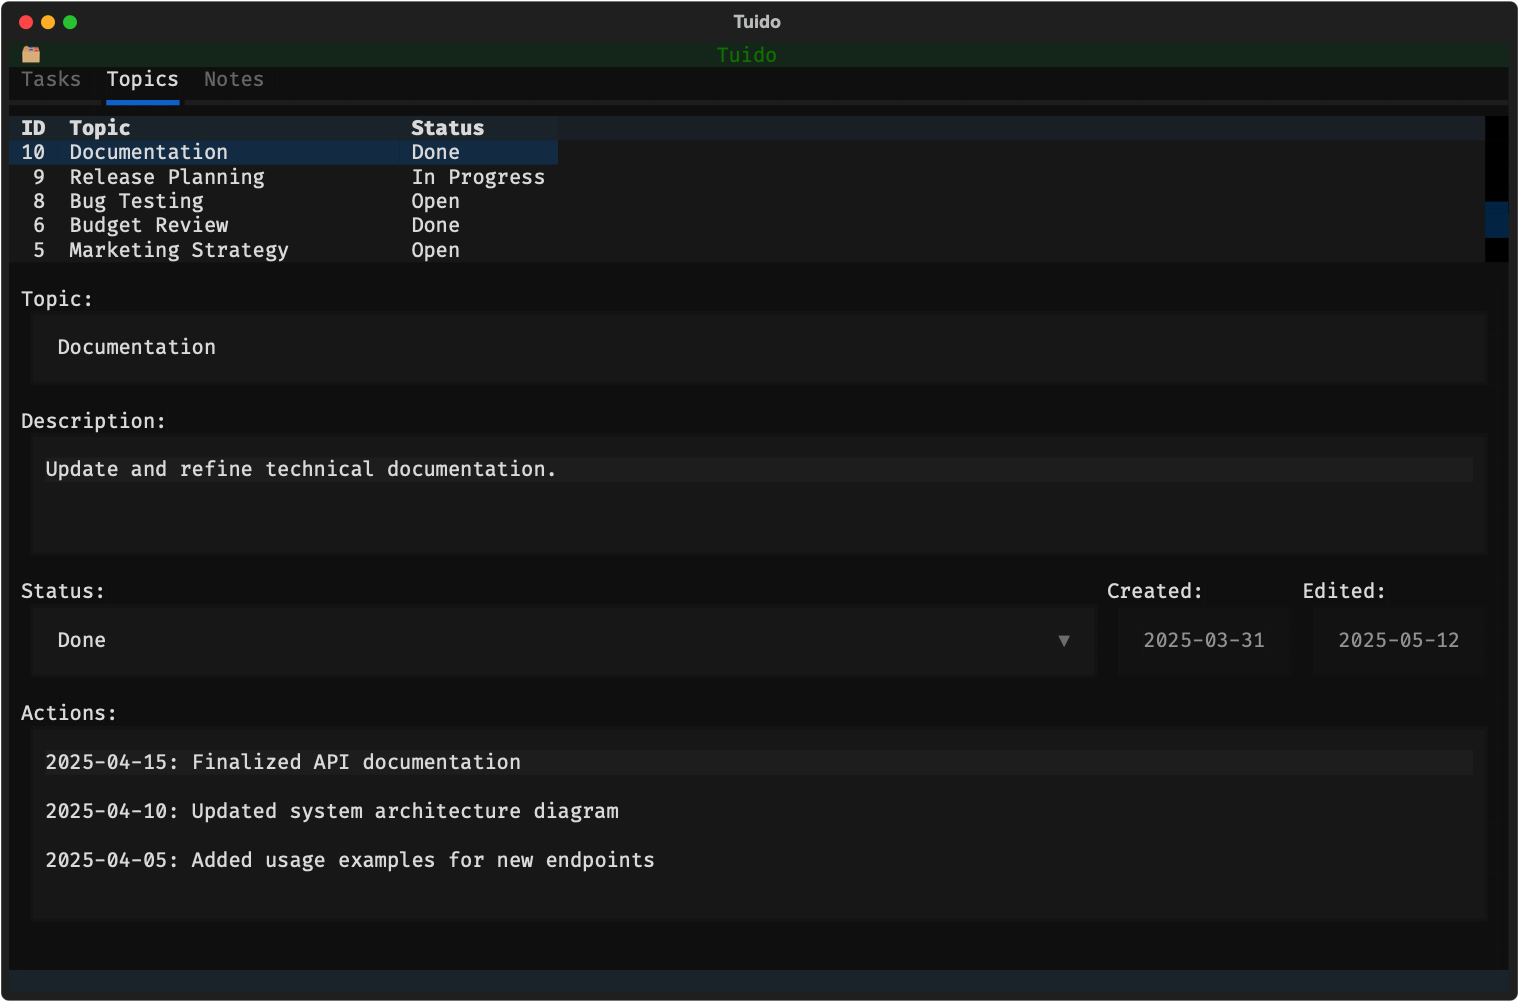 Tuido
Tuido
Tasks Topics Notes
ID Topic Status
10 Documentation Done
9 Release Planning In Progress
8 Bug Testing Open
6 Budget Review Done
5 Marketing Strategy Open
Topic:
Documentation
Description:
Update and refine technical documentation.
Status: Created: Edited:
Done ▼ 2025-03-31 2025-05-12
Actions:
2025-04-15: Finalized API documentation
2025-04-10: Updated system architecture diagram
2025-04-05: Added usage examples for new endpoints